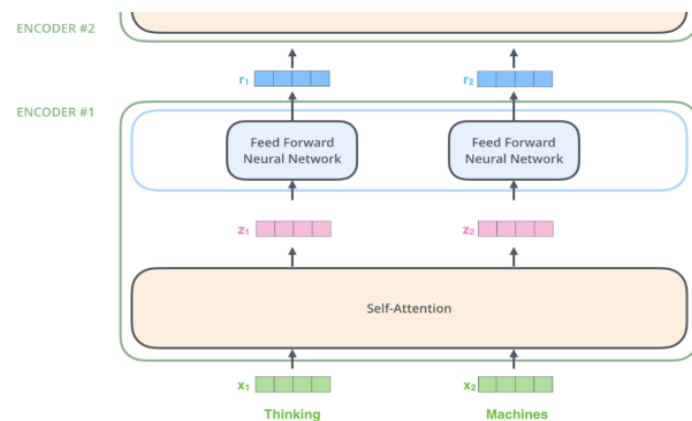 ENCODER #2
r₁
r₂
ENCODER #1
Feed Forward
Neural Network
Feed Forward
Neural Network
z₁
z₂
Self-Attention
x₁
x₂
Thinking
Machines